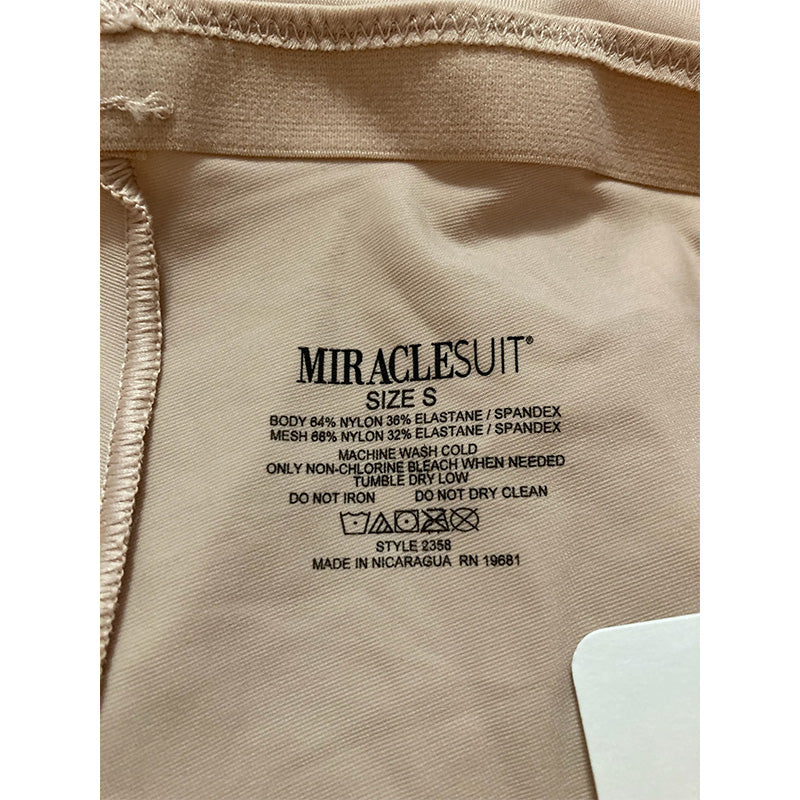 MIRACLESUIT®
SIZE S
BODY 64% NYLON 36% ELASTANE / SPANDEX
MESH 68% NYLON 32% ELASTANE / SPANDEX
MACHINE WASH COLD
ONLY NON-CHLORINE BLEACH WHEN NEEDED
TUMBLE DRY LOW
DO NOT IRON DO NOT DRY CLEAN
STYLE 2358
MADE IN NICARAGUA RN 19681